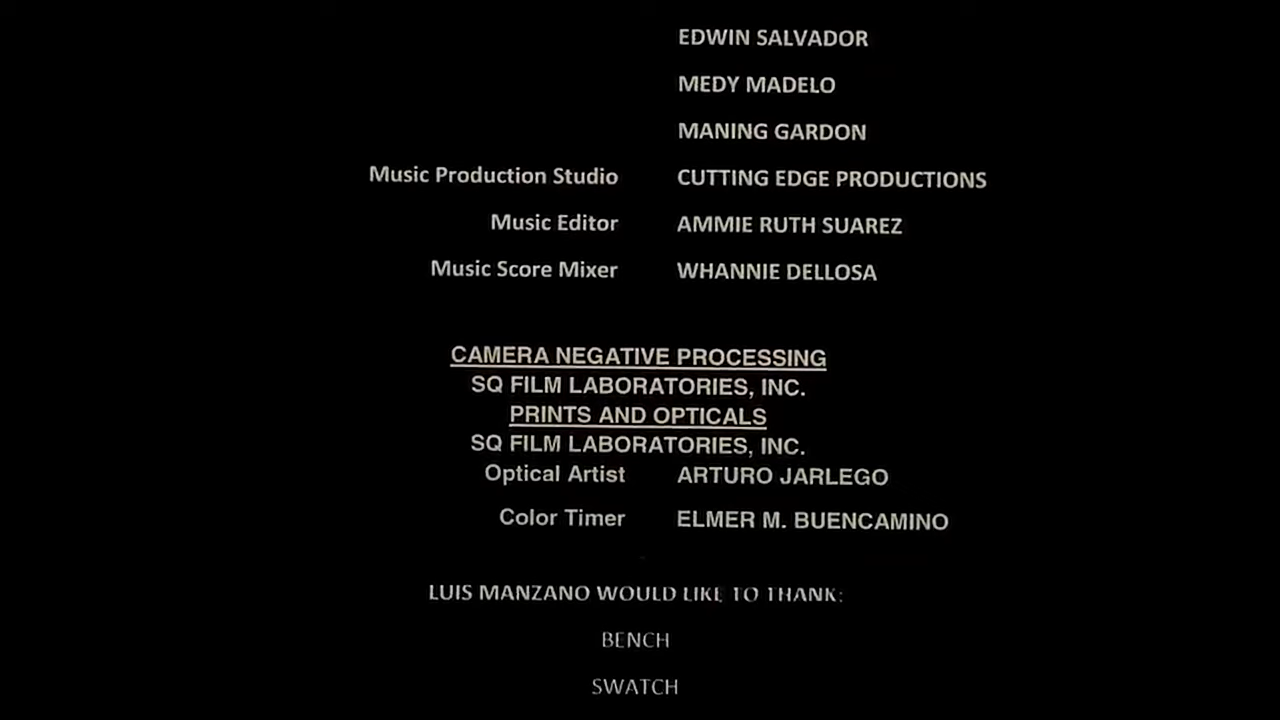 EDWIN SALVADOR
MEDY MADELO
MANING GARDON
Music Production Studio CUTTING EDGE PRODUCTIONS
Music Editor AMMIE RUTH SUAREZ
Music Score Mixer WHANNIE DELLOSA
CAMERA NEGATIVE PROCESSING
SQ FILM LABORATORIES, INC.
PRINTS AND OPTICALS
SQ FILM LABORATORIES, INC.
Optical Artist ARTURO JARLEGO
Color Timer ELMER M. BUENCAMINO
LUIS MANZANO WOULD LIKE TO THANK:
BENCH
SWATCH